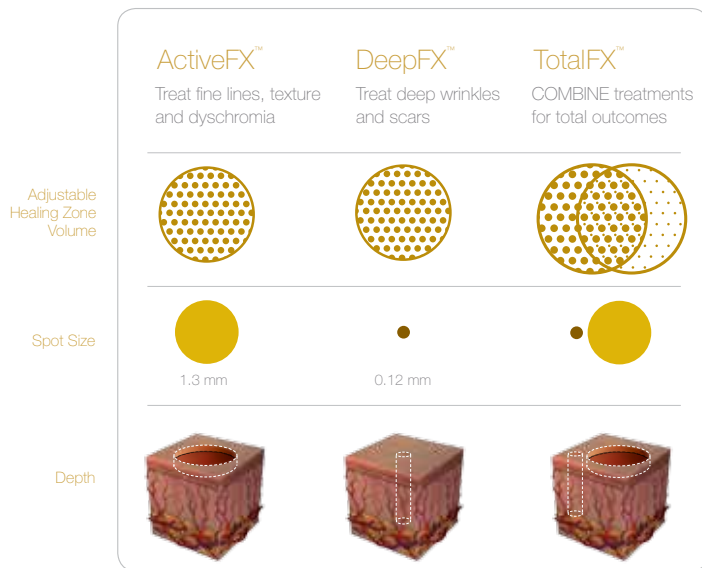 ActiveFX™
Treat fine lines, texture
and dyschromia
DeepFX™
Treat deep wrinkles
and scars
TotalFX™
COMBINE treatments
for total outcomes
Adjustable
Healing Zone
Volume
Spot Size
1.3 mm
0.12 mm
Depth